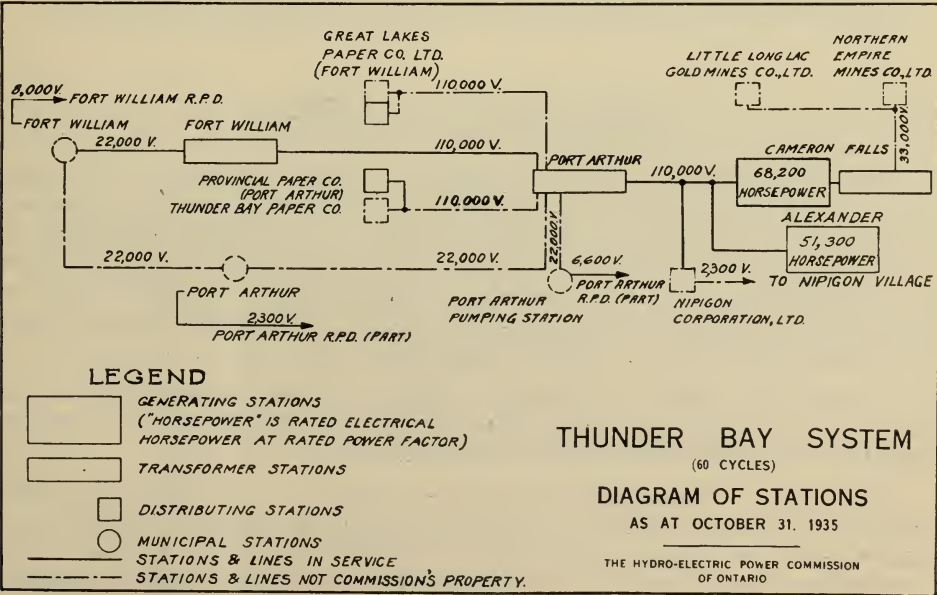 GREAT LAKES
PAPER CO. LTD.
(FORT WILLIAM)
LITTLE LONG LAC
GOLD MINES CO., LTD.
NORTHERN
EMPIRE
MINES CO., LTD.
8,000V.
FORT WILLIAM R.P.D.
FORT WILLIAM
22,000 V.
FORT WILLIAM
110,000 V.
110,000 V.
PORT ARTHUR
110,000 V.
33,000V.
CAMERON FALLS
68,200
HORSEPOWER
PROVINCIAL PAPER CO.
(PORT ARTHUR)
THUNDER BAY PAPER CO.
110,000 V.
ALEXANDER
51,300
HORSEPOWER
22,000 V.
22,000 V.
22,000V.
6,600V.
2,300 V.
TO NIPIGON VILLAGE
PORT ARTHUR
2,300V.
PORT ARTHUR R.P.D. (PART)
PORT ARTHUR
PUMPING STATION
PORT ARTHUR
R.P.D. (PART)
NIPIGON
CORPORATION, LTD.
LEGEND
GENERATING STATIONS
("HORSEPOWER" IS RATED ELECTRICAL
HORSEPOWER AT RATED POWER FACTOR)
TRANSFORMER STATIONS
DISTRIBUTING STATIONS
MUNICIPAL STATIONS
STATIONS & LINES IN SERVICE
STATIONS & LINES NOT COMMISSION'S PROPERTY.
THUNDER BAY SYSTEM
(60 CYCLES)
DIAGRAM OF STATIONS
AS AT OCTOBER 31, 1935
THE HYDRO-ELECTRIC POWER COMMISSION
OF ONTARIO